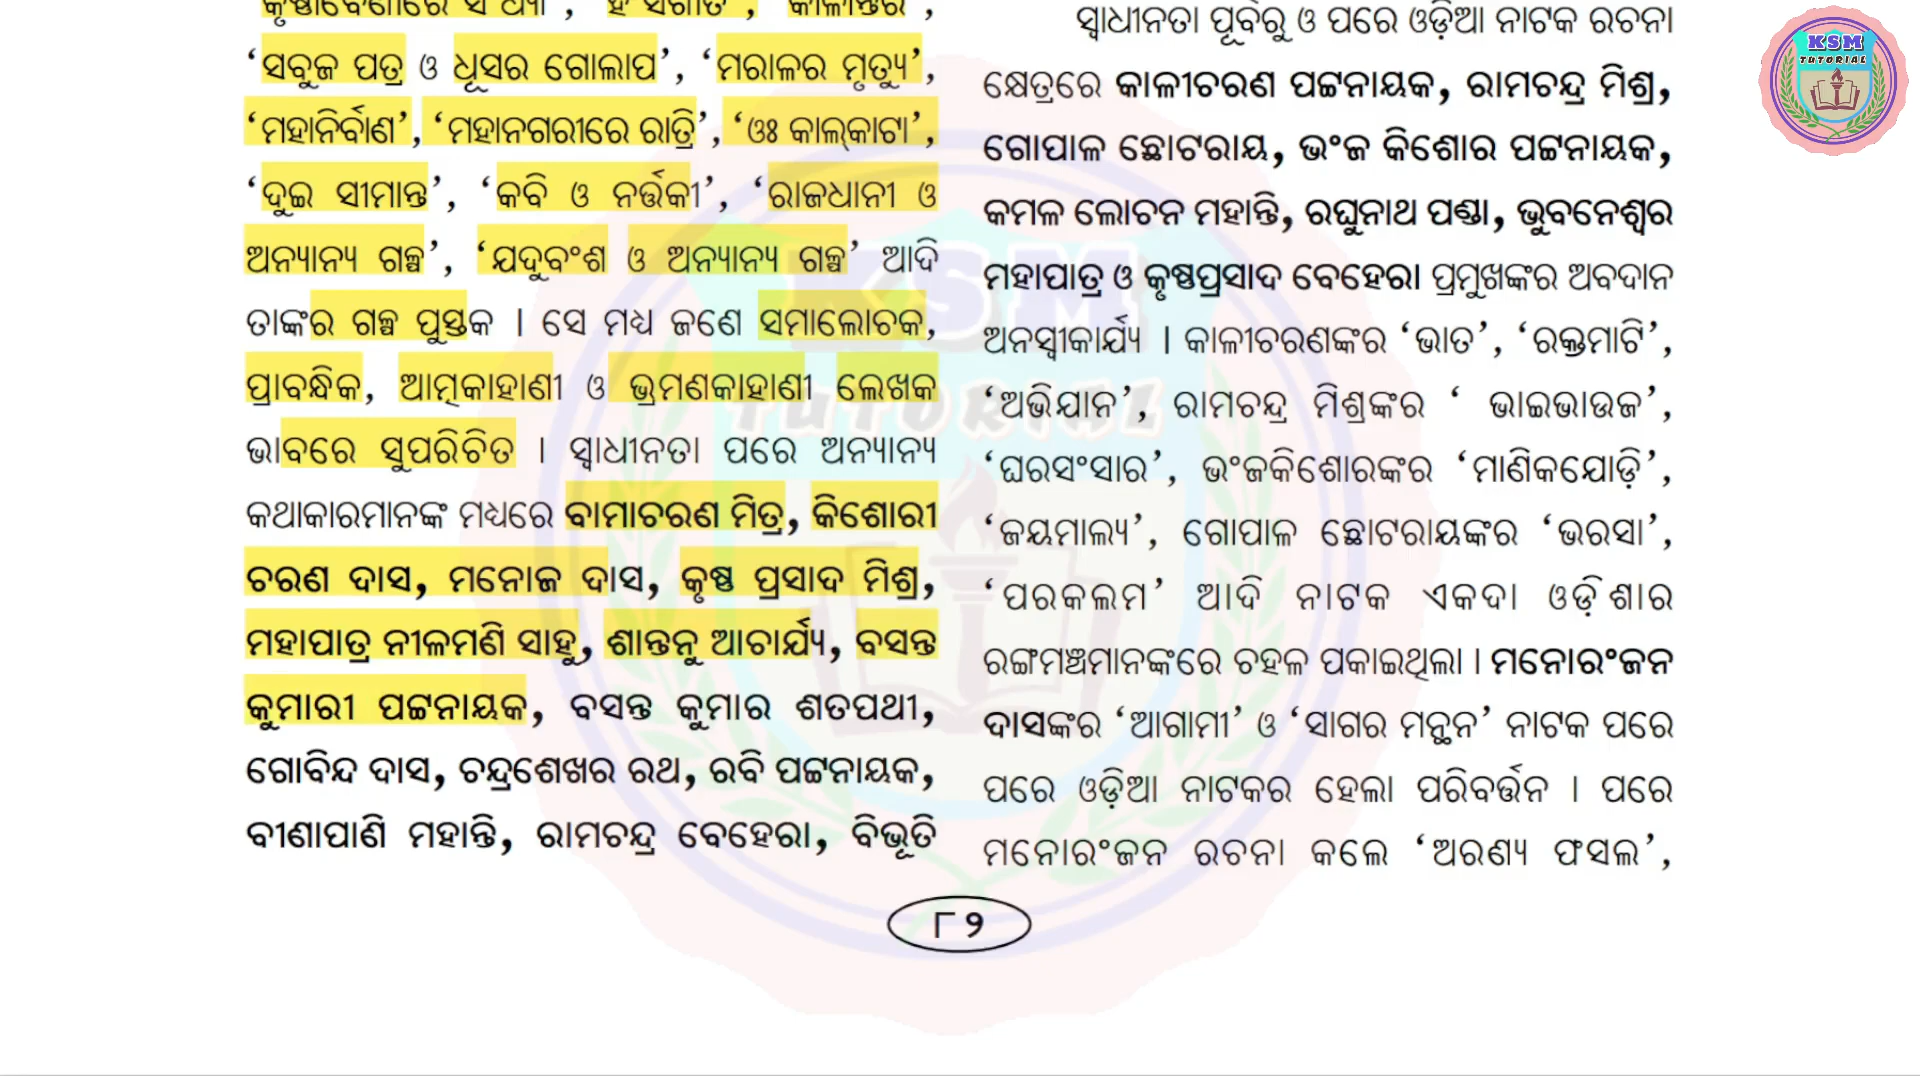 ‘ସବୁଜ ପତ୍ର ଓ ଧୂସର ଗୋଲାପ’, ‘ମରାଳର ମୃତ୍ୟୁ’,
‘ମହାନିର୍ବାଣ’, ‘ମହାନଗରୀରେ ରାତ୍ରି’, ‘ଓଃ କାଲ୍‌କାଟା’,
‘ଦୁଇ ସୀମାନ୍ତ’, ‘କବି ଓ ନର୍ତ୍ତକୀ’, ‘ରାଜଧାନୀ ଓ
ଅନ୍ୟାନ୍ୟ ଗଳ୍ପ’, ‘ଯଦୁବଂଶ ଓ ଅନ୍ୟାନ୍ୟ ଗଳ୍ପ’ ଆଦି
ତାଙ୍କର ଗଳ୍ପ ପୁସ୍ତକ । ସେ ମଧ୍ୟ ଜଣେ ସମାଲୋଚକ,
ପ୍ରାବନ୍ଧିକ, ଆତ୍ମକାହାଣୀ ଓ ଭ୍ରମଣକାହାଣୀ ଲେଖକ
ଭାବରେ ସୁପରିଚିତ । ସ୍ୱାଧୀନତା ପରେ ଅନ୍ୟାନ୍ୟ
କଥାକାରମାନଙ୍କ ମଧ୍ୟରେ ବାମାଚରଣ ମିତ୍ର, କିଶୋରୀ
ଚରଣ ଦାସ, ମନୋଜ ଦାସ, କୃଷ୍ଣ ପ୍ରସାଦ ମିଶ୍ର,
ମହାପାତ୍ର ନୀଳମଣି ସାହୁ, ଶାନ୍ତନୁ ଆଚାର୍ଯ୍ୟ, ବସନ୍ତ
କୁମାରୀ ପଟ୍ଟନାୟକ, ବସନ୍ତ କୁମାର ଶତପଥୀ,
ଗୋବିନ୍ଦ ଦାସ, ଚନ୍ଦ୍ରଶେଖର ରଥ, ରବି ପଟ୍ଟନାୟକ,
ବୀଣାପାଣି ମହାନ୍ତି, ରାମଚନ୍ଦ୍ର ବେହେରା, ବିଭୂତି
ସ୍ୱାଧୀନତା ପୂର୍ବରୁ ଓ ପରେ ଓଡ଼ିଆ ନାଟକ ରଚନା
କ୍ଷେତ୍ରରେ କାଳୀଚରଣ ପଟ୍ଟନାୟକ, ରାମଚନ୍ଦ୍ର ମିଶ୍ର,
ଗୋପାଳ ଛୋଟରାୟ, ଭଂଜ କିଶୋର ପଟ୍ଟନାୟକ,
କମଳ ଲୋଚନ ମହାନ୍ତି, ରଘୁନାଥ ପଣ୍ଡା, ଭୁବନେଶ୍ୱର
ମହାପାତ୍ର ଓ କୃଷ୍ଣପ୍ରସାଦ ବେହେରା ପ୍ରମୁଖଙ୍କର ଅବଦାନ
ଅନସ୍ୱୀକାର୍ଯ୍ୟ । କାଳୀଚରଣଙ୍କର ‘ଭାତ’, ‘ରକ୍ତମାଟି’,
‘ଅଭିଯାନ’, ରାମଚନ୍ଦ୍ର ମିଶ୍ରଙ୍କର ‘ ଭାଇଭାଉଜ’,
‘ଘରସଂସାର’, ଭଂଜକିଶୋରଙ୍କର ‘ମାଣିକଯୋଡ଼ି’,
‘ଜୟମାଲ୍ୟ’, ଗୋପାଳ ଛୋଟରାୟଙ୍କର ‘ଭରସା’,
‘ପରକଲମ’ ଆଦି ନାଟକ ଏକଦା ଓଡ଼ିଶାର
ରଙ୍ଗମଞ୍ଚମାନଙ୍କରେ ଚହଳ ପକାଇଥିଲା । ମନୋରଂଜନ
ଦାସଙ୍କର ‘ଆଗାମୀ’ ଓ ‘ସାଗର ମନ୍ଥନ’ ନାଟକ ପରେ
ପରେ ଓଡ଼ିଆ ନାଟକର ହେଲା ପରିବର୍ତ୍ତନ । ପରେ
ମନୋରଂଜନ ରଚନା କଲେ ‘ଅରଣ୍ୟ ଫସଲ’,
୮୨
KSM
TUTORIAL
KSM
TUTORIAL